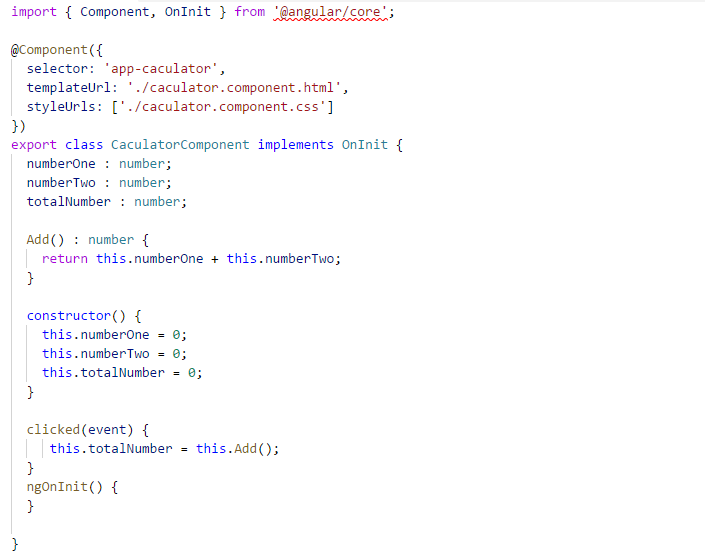 import { Component, OnInit } from '@angular/core';
@Component({
selector: 'app-caculator',
templateUrl: './caculator.component.html',
styleUrls: ['./caculator.component.css']
})
export class CaculatorComponent implements OnInit {
numberOne : number;
numberTwo : number;
totalNumber : number;
Add() : number {
return this.numberOne + this.numberTwo;
}
constructor() {
this.numberOne = 0;
this.numberTwo = 0;
this.totalNumber = 0;
}
clicked(event) {
this.totalNumber = this.Add();
}
ngOnInit() {
}
}